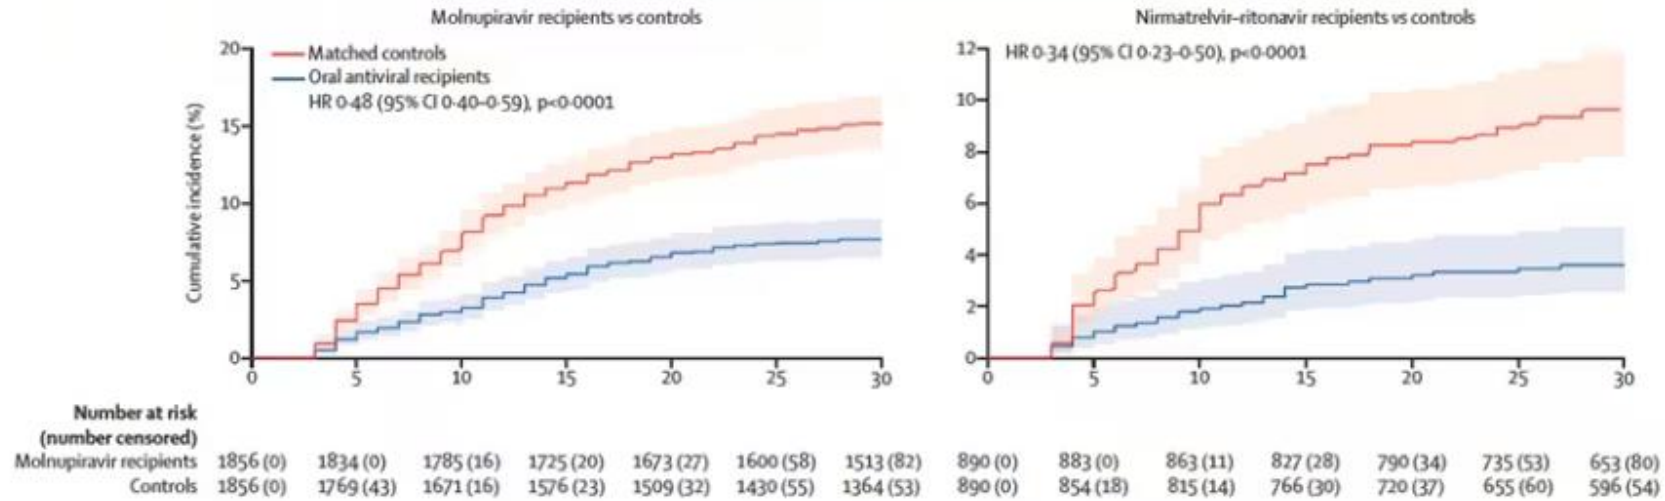 Molnupiravir recipients vs controls
20
15
10
5
0
Cumulative incidence (%)
Matched controls
Oral antiviral recipients
HR 0·48 (95% CI 0·40–0·59), p<0·0001
0 5 10 15 20 25 30
Nirmatrelvir–ritonavir recipients vs controls
12
10
8
6
4
2
0
HR 0·34 (95% CI 0·23–0·50), p<0·0001
0 5 10 15 20 25 30
Number at risk
(number censored)
Molnupiravir recipients 1856 (0) 1834 (0) 1785 (16) 1725 (20) 1673 (27) 1600 (58) 1513 (82) 890 (0) 883 (0) 863 (11) 827 (28) 790 (34) 735 (53) 653 (80)
Controls 1856 (0) 1769 (43) 1671 (16) 1576 (23) 1509 (32) 1430 (55) 1364 (53) 890 (0) 854 (18) 815 (14) 766 (30) 720 (37) 655 (60) 596 (54)